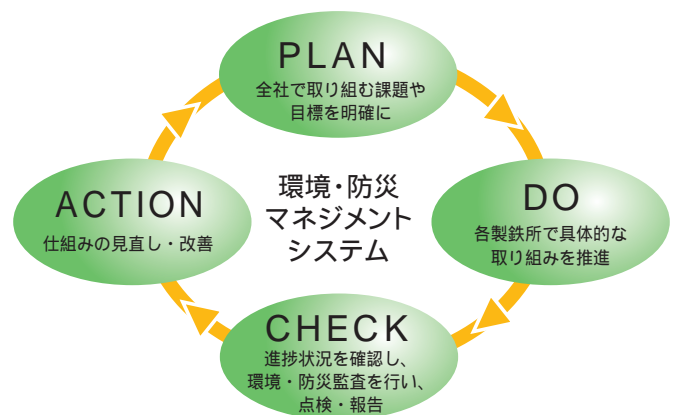 PLAN
全社で取り組む課題や
目標を明確に
ACTION
仕組みの見直し・改善
環境・防災
マネジメント
システム
DO
各製鉄所で具体的な
取り組みを推進
CHECK
進捗状況を確認し、
環境・防災監査を行い、
点検・報告